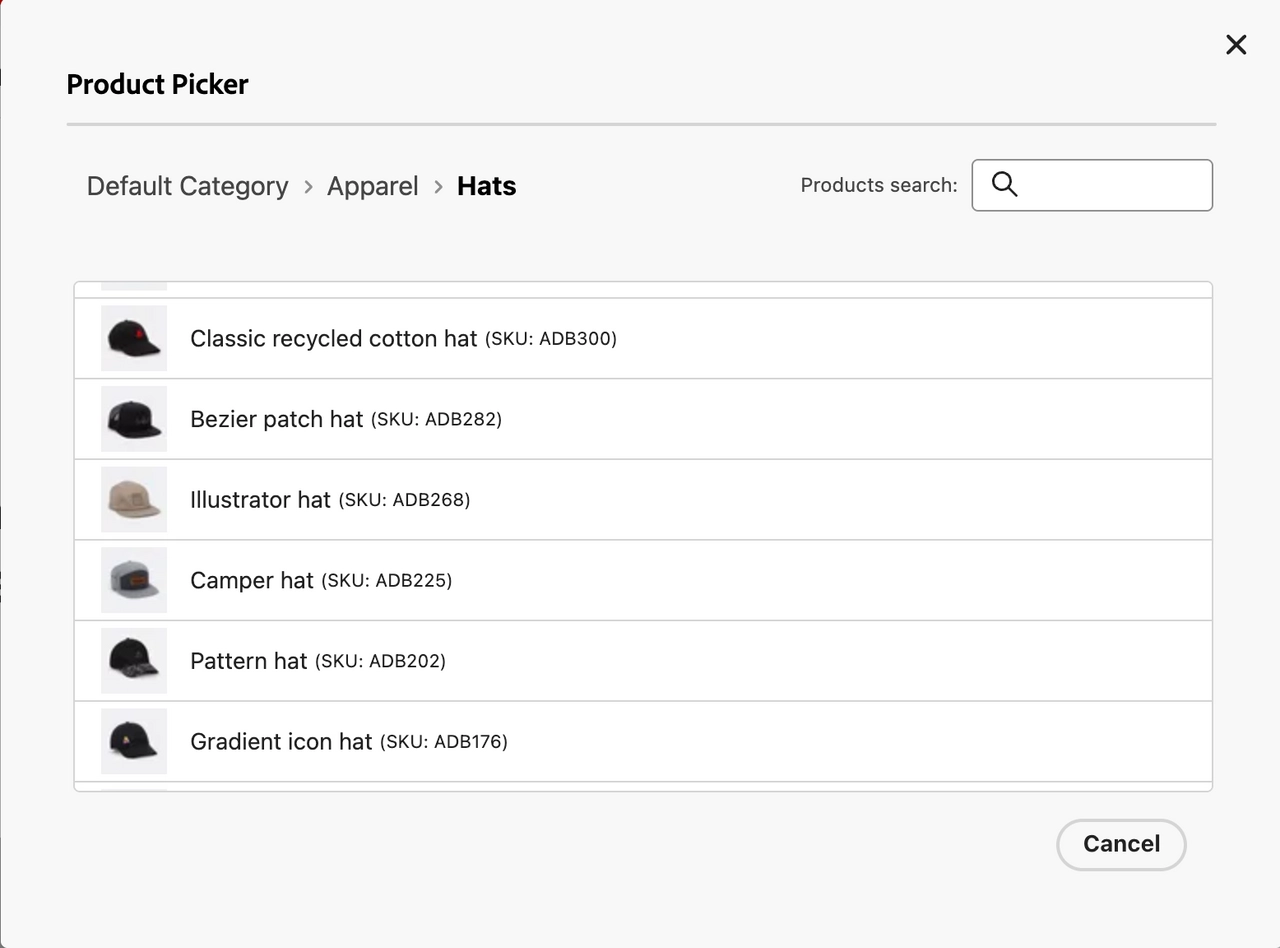 Product Picker
Default Category > Apparel > Hats
Products search:
Classic recycled cotton hat (SKU: ADB300)
Bezier patch hat (SKU: ADB282)
Illustrator hat (SKU: ADB268)
Camper hat (SKU: ADB225)
Pattern hat (SKU: ADB202)
Gradient icon hat (SKU: ADB176)
Cancel